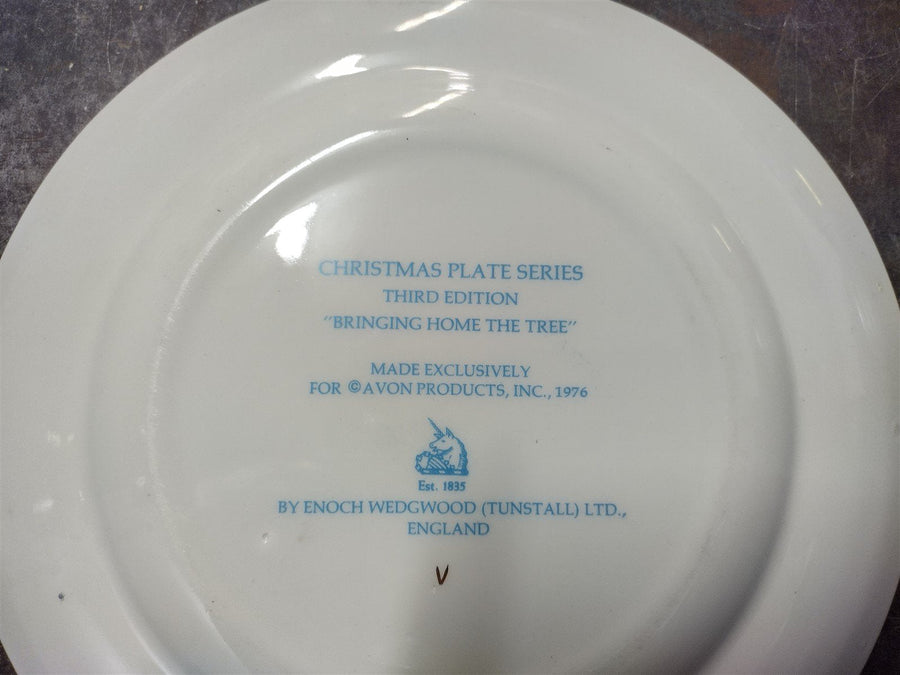 CHRISTMAS PLATE SERIES
THIRD EDITION
"BRINGING HOME THE TREE"
MADE EXCLUSIVELY
FOR ©AVON PRODUCTS, INC., 1976
Est. 1835
BY ENOCH WEDGWOOD (TUNSTALL) LTD.,
ENGLAND
V